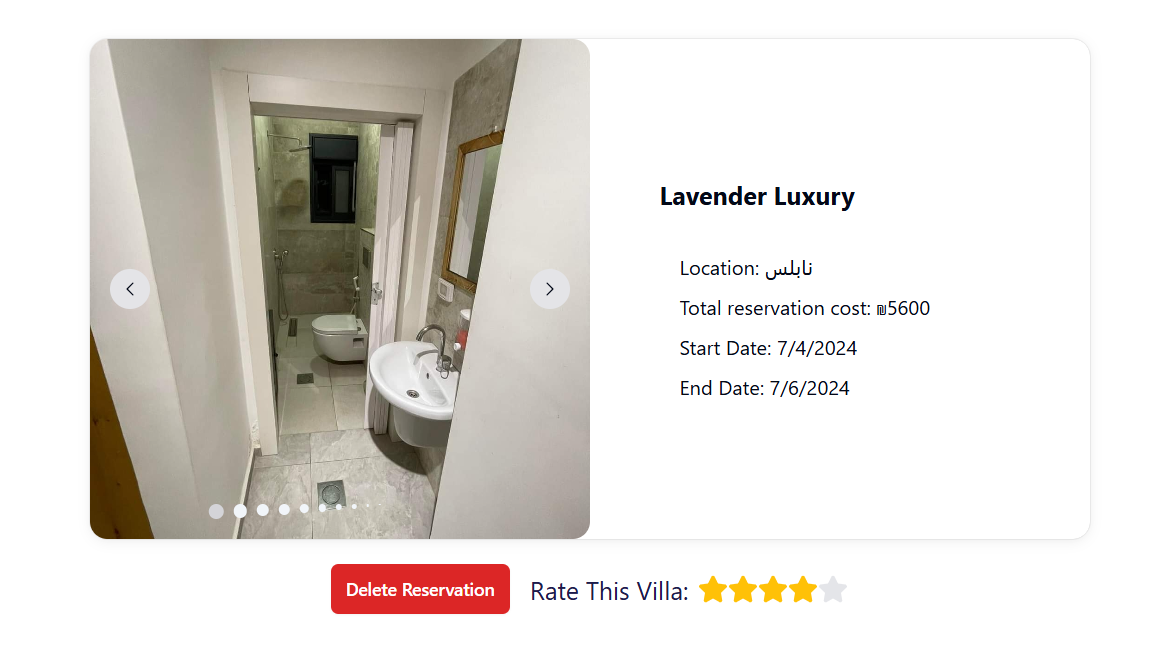 Lavender Luxury
Location: نابلس
Total reservation cost: ₪5600
Start Date: 7/4/2024
End Date: 7/6/2024
Delete Reservation
Rate This Villa: